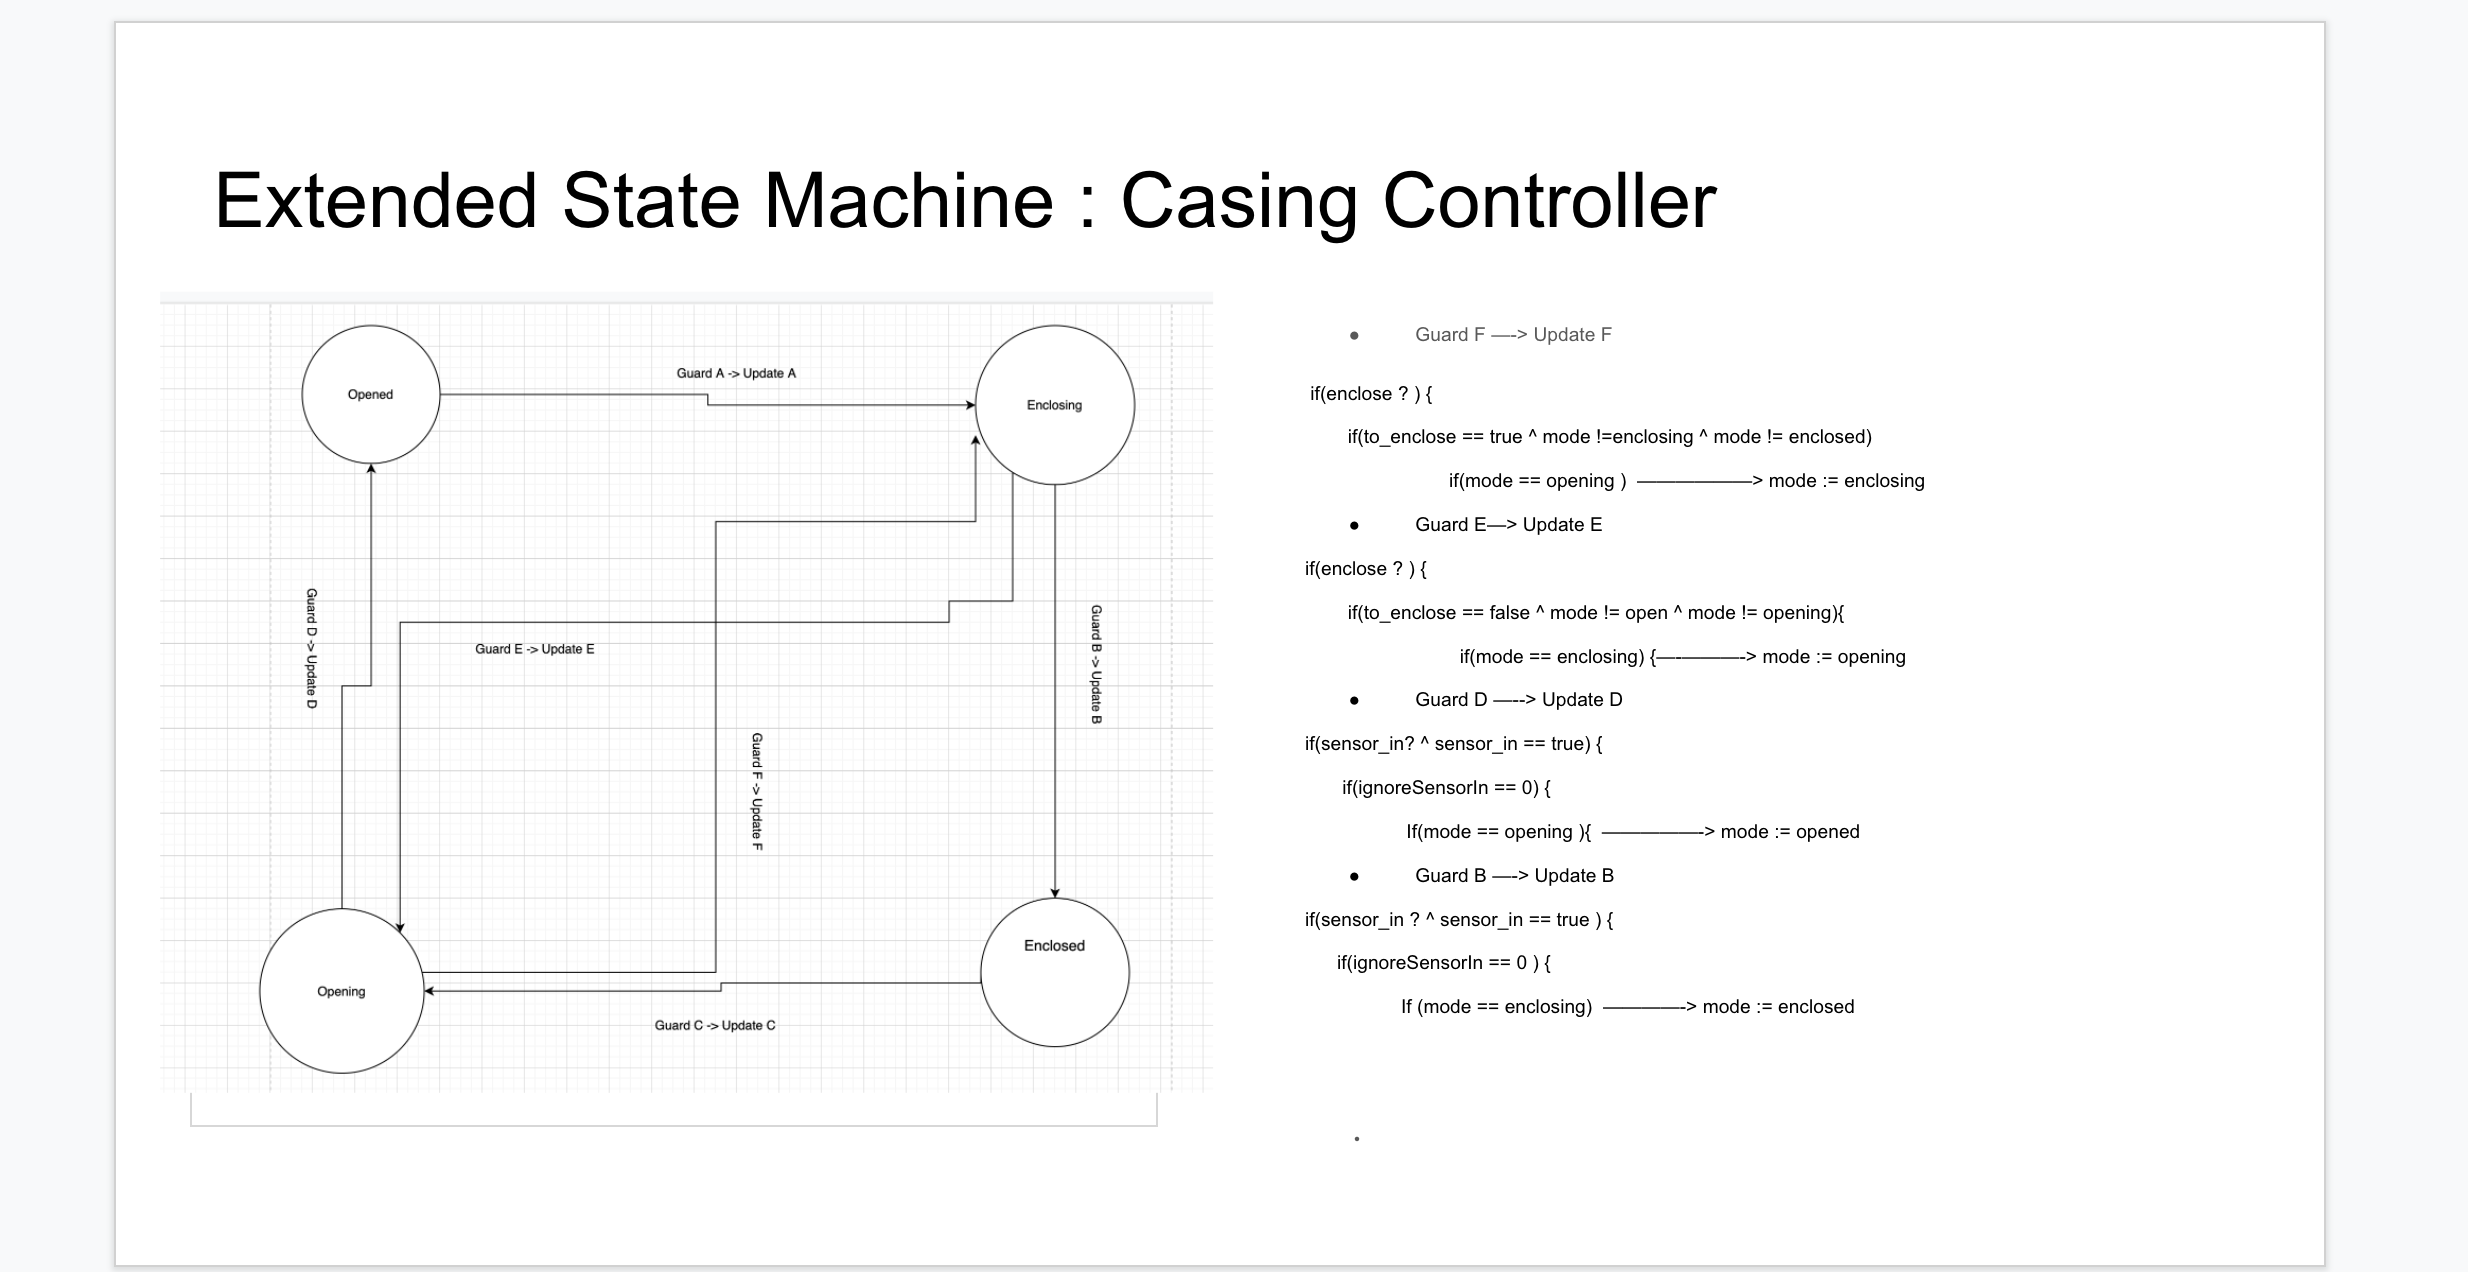 Extended State Machine : Casing Controller
Opened
Guard A -> Update A
Enclosing
Guard D -> Update D
Guard E -> Update E
Guard F -> Update F
Guard B -> Update B
Opening
Guard C -> Update C
Enclosed
● Guard F —-> Update F
if(enclose ? ) {
if(to_enclose == true ^ mode !=enclosing ^ mode != enclosed)
if(mode == opening ) ——————> mode := enclosing
● Guard E—> Update E
if(enclose ? ) {
if(to_enclose == false ^ mode != open ^ mode != opening){
if(mode == enclosing) {—-———-> mode := opening
● Guard D —--> Update D
if(sensor_in? ^ sensor_in == true) {
if(ignoreSensorIn == 0) {
If(mode == opening ){ —————-> mode := opened
● Guard B —-> Update B
if(sensor_in ? ^ sensor_in == true ) {
if(ignoreSensorIn == 0 ) {
If (mode == enclosing) ————-> mode := enclosed